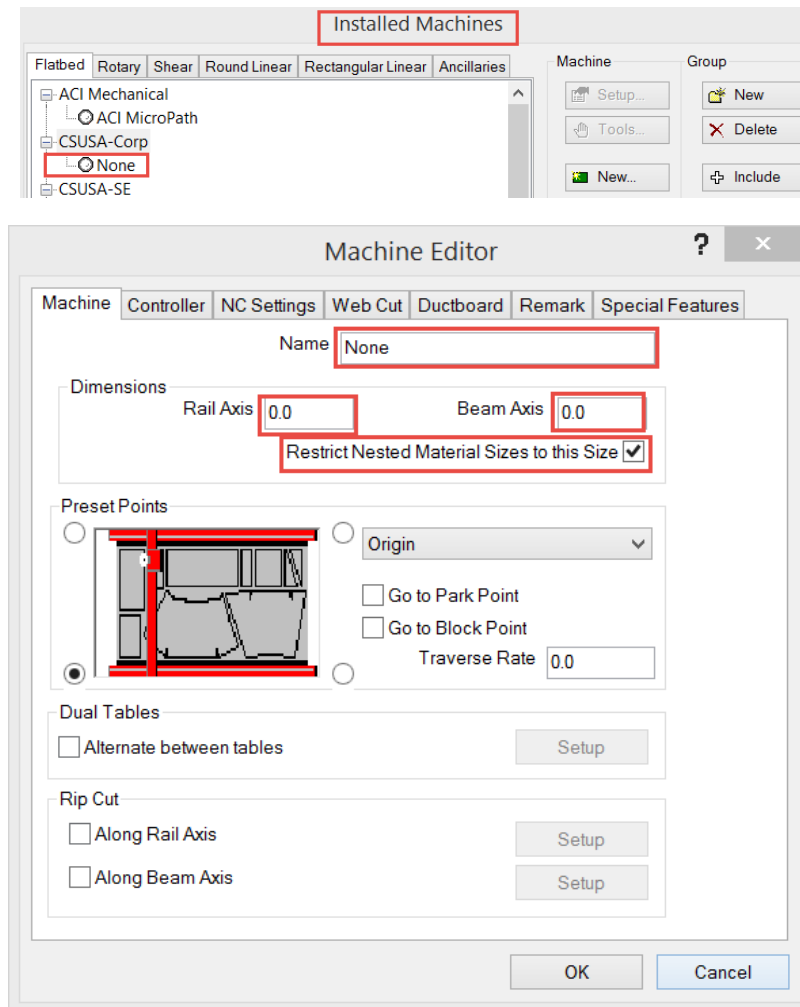 Installed Machines
Flatbed Rotary Shear Round Linear Rectangular Linear Ancillaries
Machine Group
ACI Mechanical
ACI MicroPath
CSUSA-Corp
None
CSUSA-SE
Setup... New
Tools... Delete
New... Include
Machine Editor
Machine Controller NC Settings Web Cut Ductboard Remark Special Features
Name None
Dimensions
Rail Axis 0.0 Beam Axis 0.0
Restrict Nested Material Sizes to this Size
Preset Points
Origin
Go to Park Point
Go to Block Point
Traverse Rate 0.0
Dual Tables
Alternate between tables Setup
Rip Cut
Along Rail Axis Setup
Along Beam Axis Setup
OK Cancel